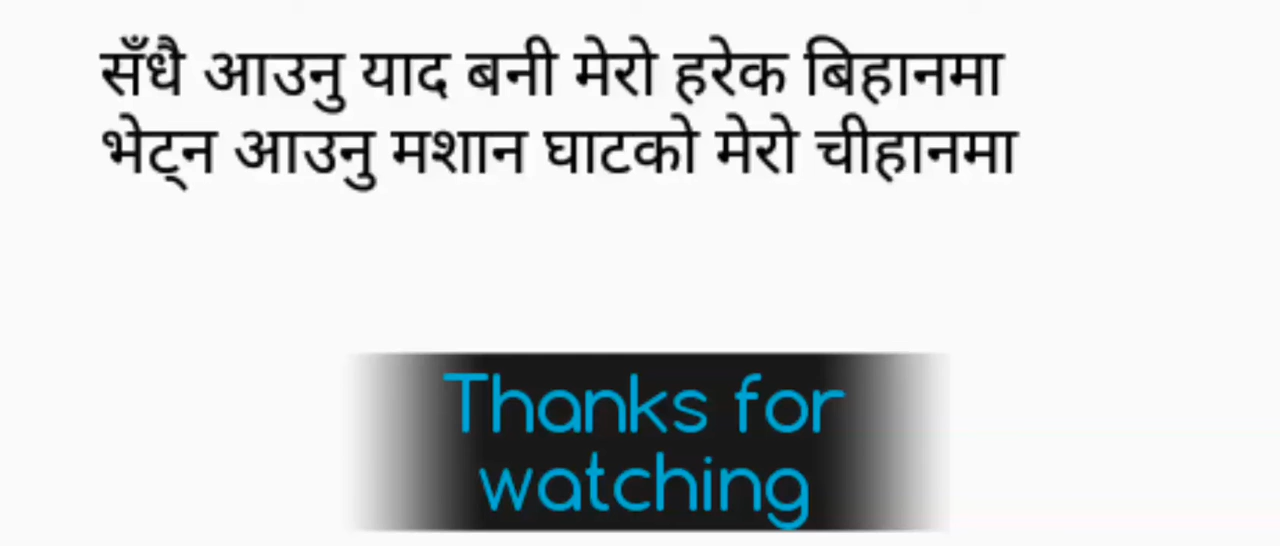 सँधै आउनु याद बनी मेरो हरेक बिहानमा
भेट्न आउनु मशान घाटको मेरो चीहानमा
Thanks for
watching